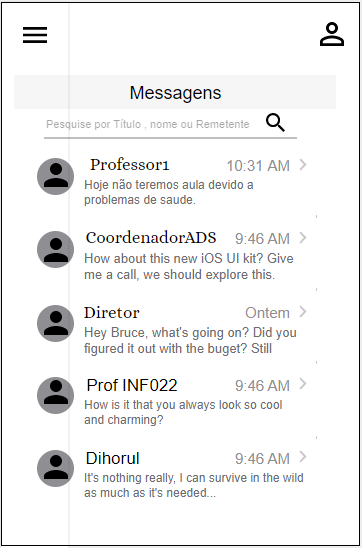 Messagens
Pesquise por Título , nome ou Remetente
Professor1 10:31 AM
Hoje não teremos aula devido a
problemas de saude.
CoordenadorADS 9:46 AM
How about this new iOS UI kit? Give
me a call, we should explore this.
Diretor Ontem
Hey Bruce, what's going on? Did you
figured it out with the buget? Still
Prof INF022 9:46 AM
How is it that you always look so cool
and charming?
Dihorul 9:46 AM
It's nothing really, I can survive in the wild
as much as it's needed...